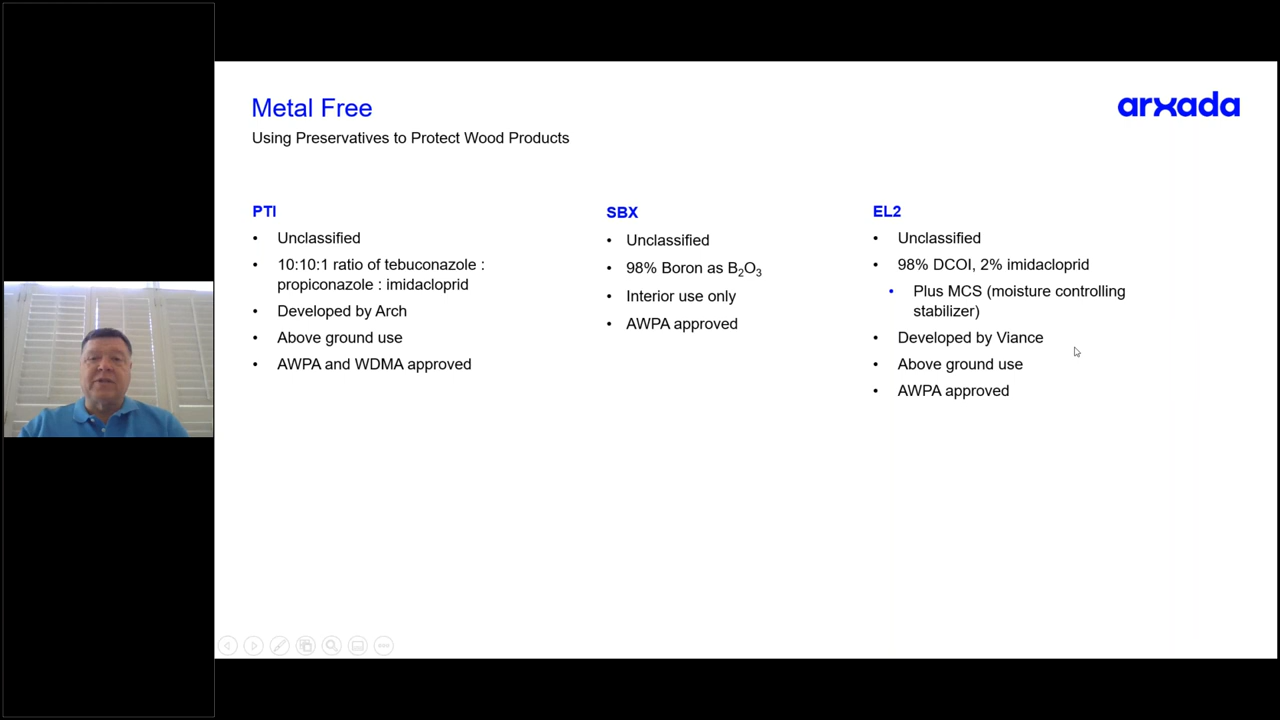 Metal Free
arxada
Using Preservatives to Protect Wood Products
PTI
• Unclassified
• 10:10:1 ratio of tebuconazole :
propiconazole : imidacloprid
• Developed by Arch
• Above ground use
• AWPA and WDMA approved
SBX
• Unclassified
• 98% Boron as B₂O₃
• Interior use only
• AWPA approved
EL2
• Unclassified
• 98% DCOI, 2% imidacloprid
• Plus MCS (moisture controlling
stabilizer)
• Developed by Viance
• Above ground use
• AWPA approved